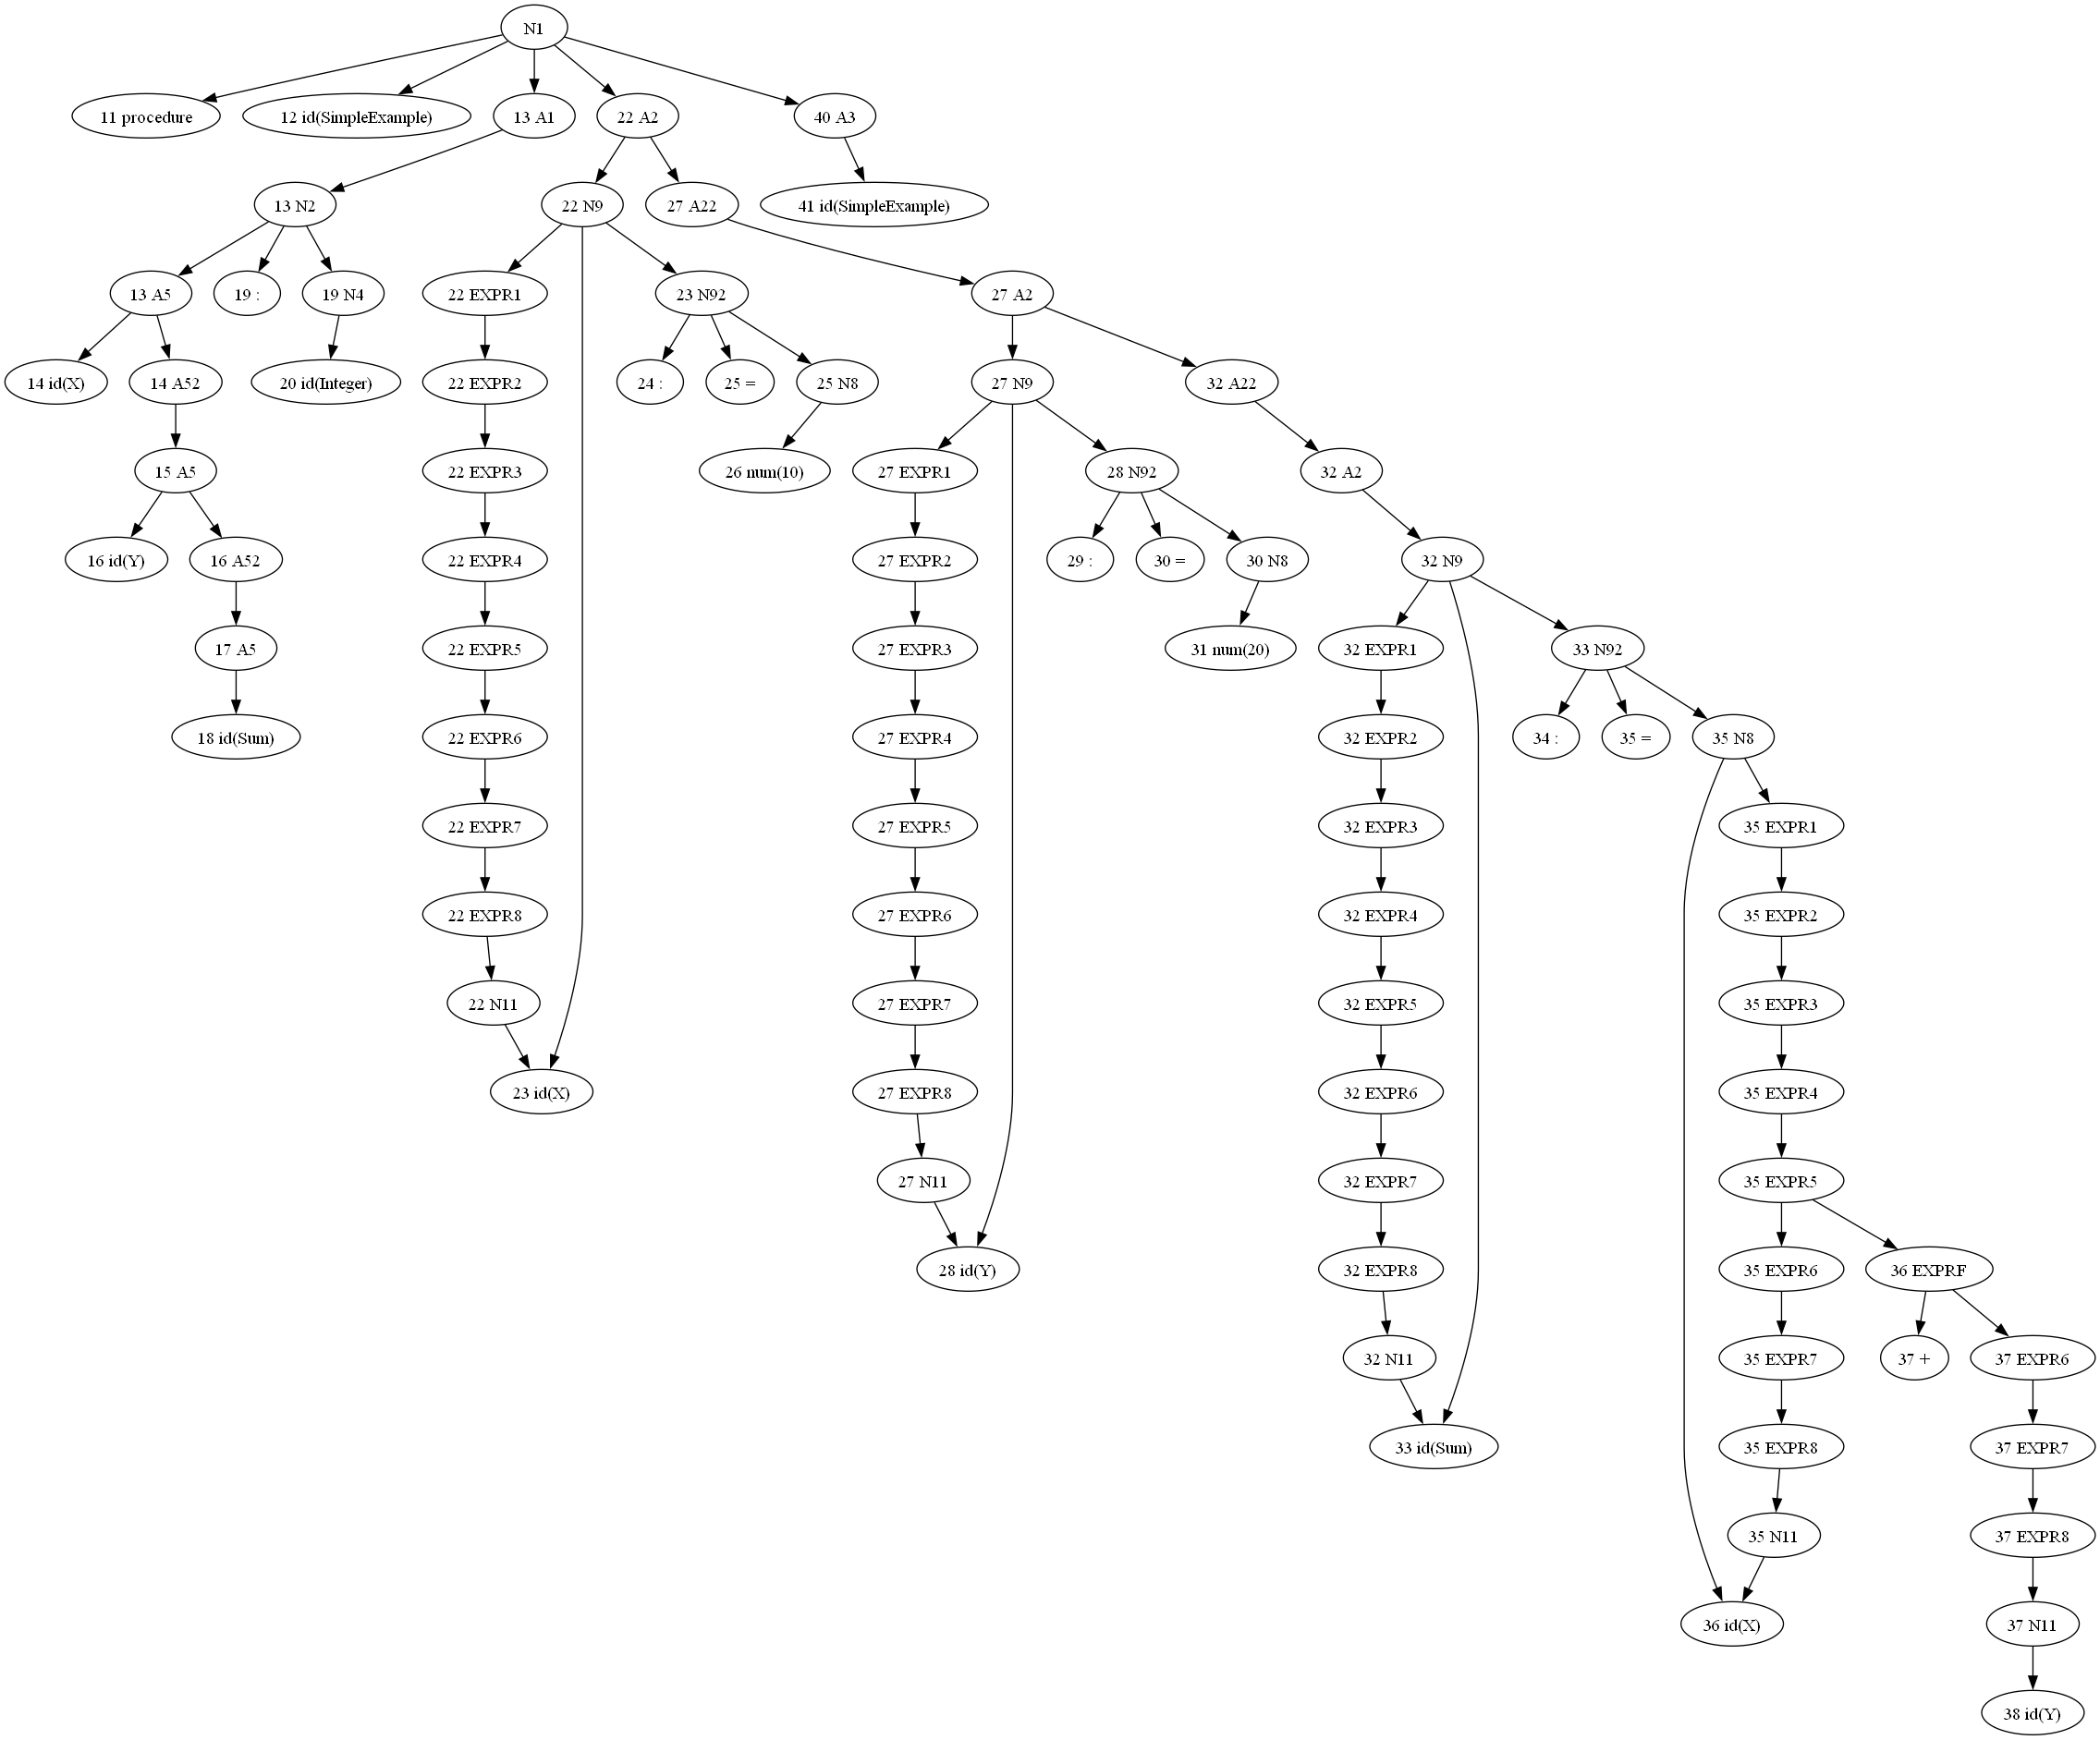 N1
11 procedure
12 id(SimpleExample)
13 A1
22 A2
40 A3
13 N2
22 N9
27 A22
41 id(SimpleExample)
13 A5
19 :
19 N4
22 EXPR1
23 N92
27 A2
14 id(X)
14 A52
20 id(Integer)
22 EXPR2
24 :
25 =
25 N8
27 N9
32 A22
15 A5
22 EXPR3
26 num(10)
27 EXPR1
28 N92
32 A2
16 id(Y)
16 A52
22 EXPR4
27 EXPR2
29 :
30 =
30 N8
32 N9
17 A5
22 EXPR5
27 EXPR3
31 num(20)
32 EXPR1
33 N92
18 id(Sum)
22 EXPR6
27 EXPR4
32 EXPR2
34 :
35 =
35 N8
22 EXPR7
27 EXPR5
32 EXPR3
35 EXPR1
22 EXPR8
27 EXPR6
32 EXPR4
35 EXPR2
22 N11
27 EXPR7
32 EXPR5
35 EXPR3
23 id(X)
27 EXPR8
32 EXPR6
35 EXPR4
27 N11
32 EXPR7
35 EXPR5
28 id(Y)
32 EXPR8
35 EXPR6
36 EXPRF
32 N11
35 EXPR7
37 +
37 EXPR6
33 id(Sum)
35 EXPR8
37 EXPR7
35 N11
37 EXPR8
36 id(X)
37 N11
38 id(Y)